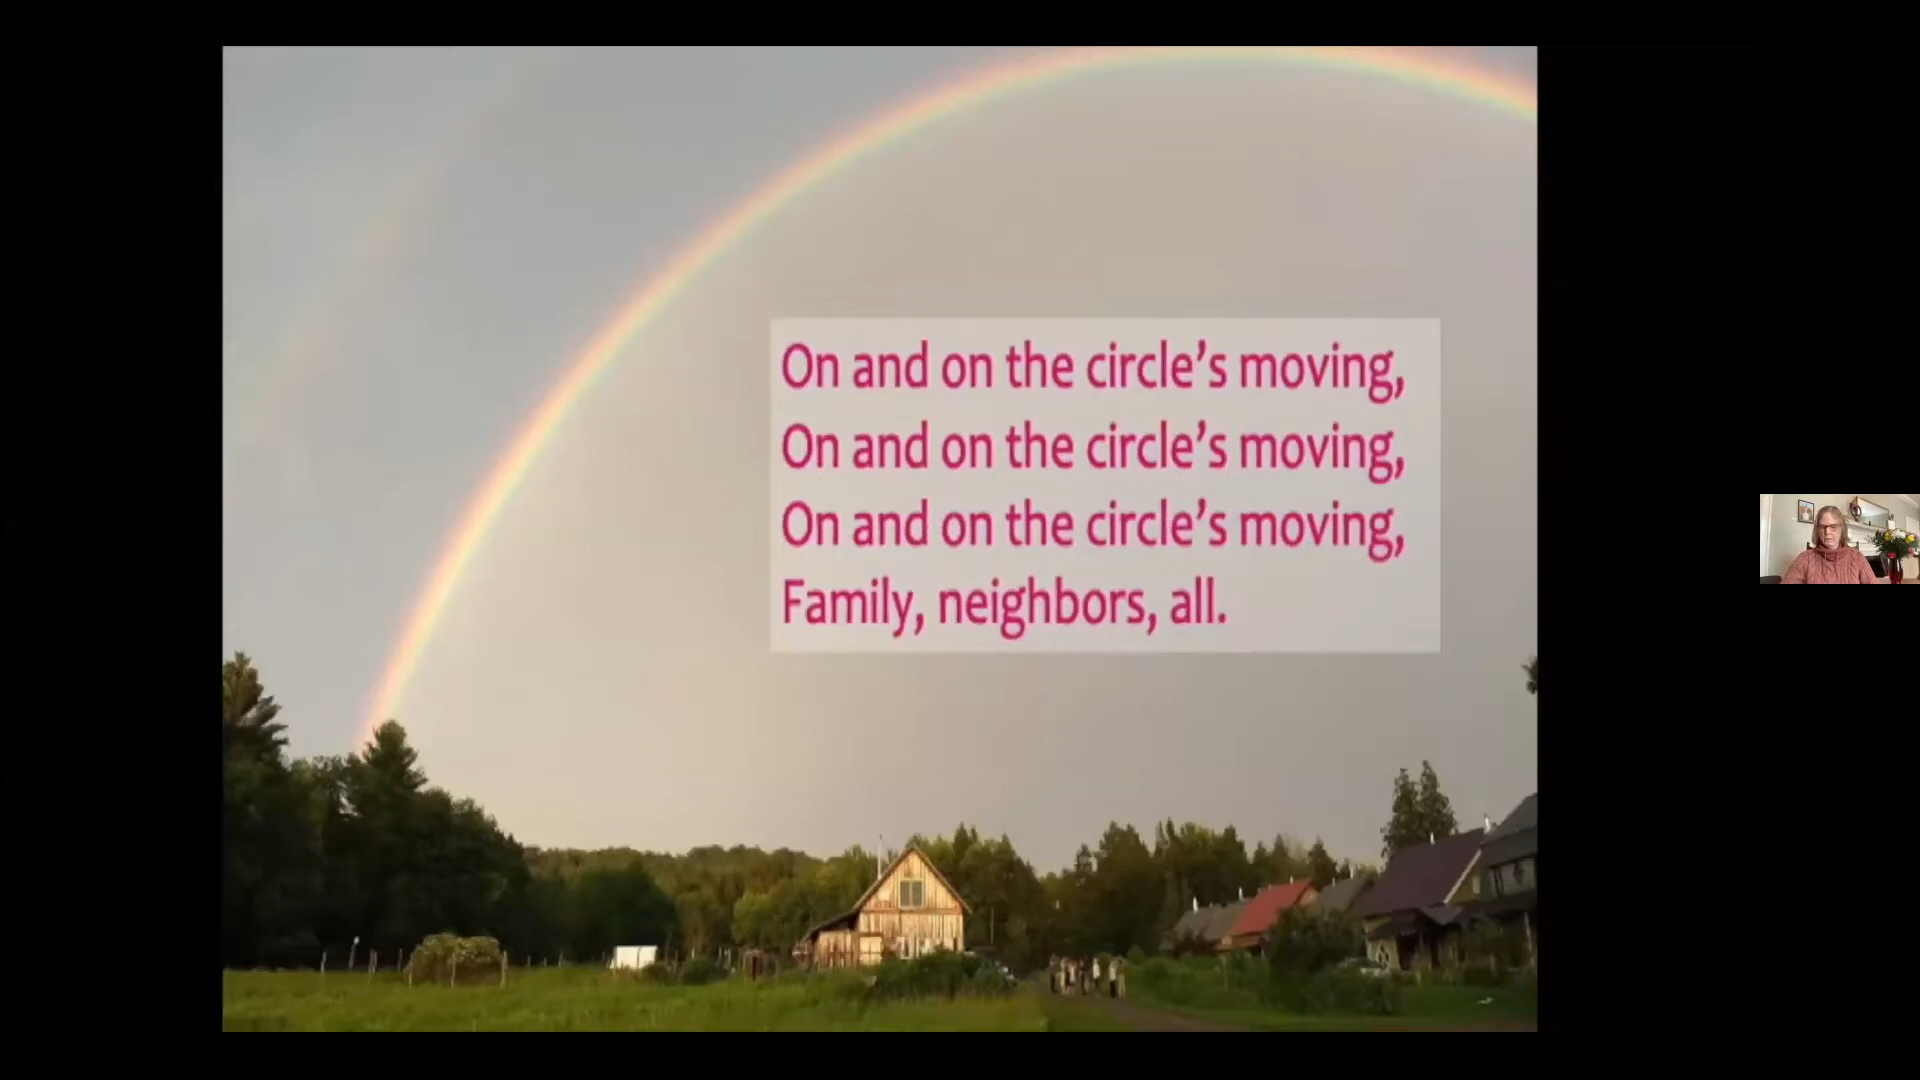 On and on the circle’s moving,
On and on the circle’s moving,
On and on the circle’s moving,
Family, neighbors, all.